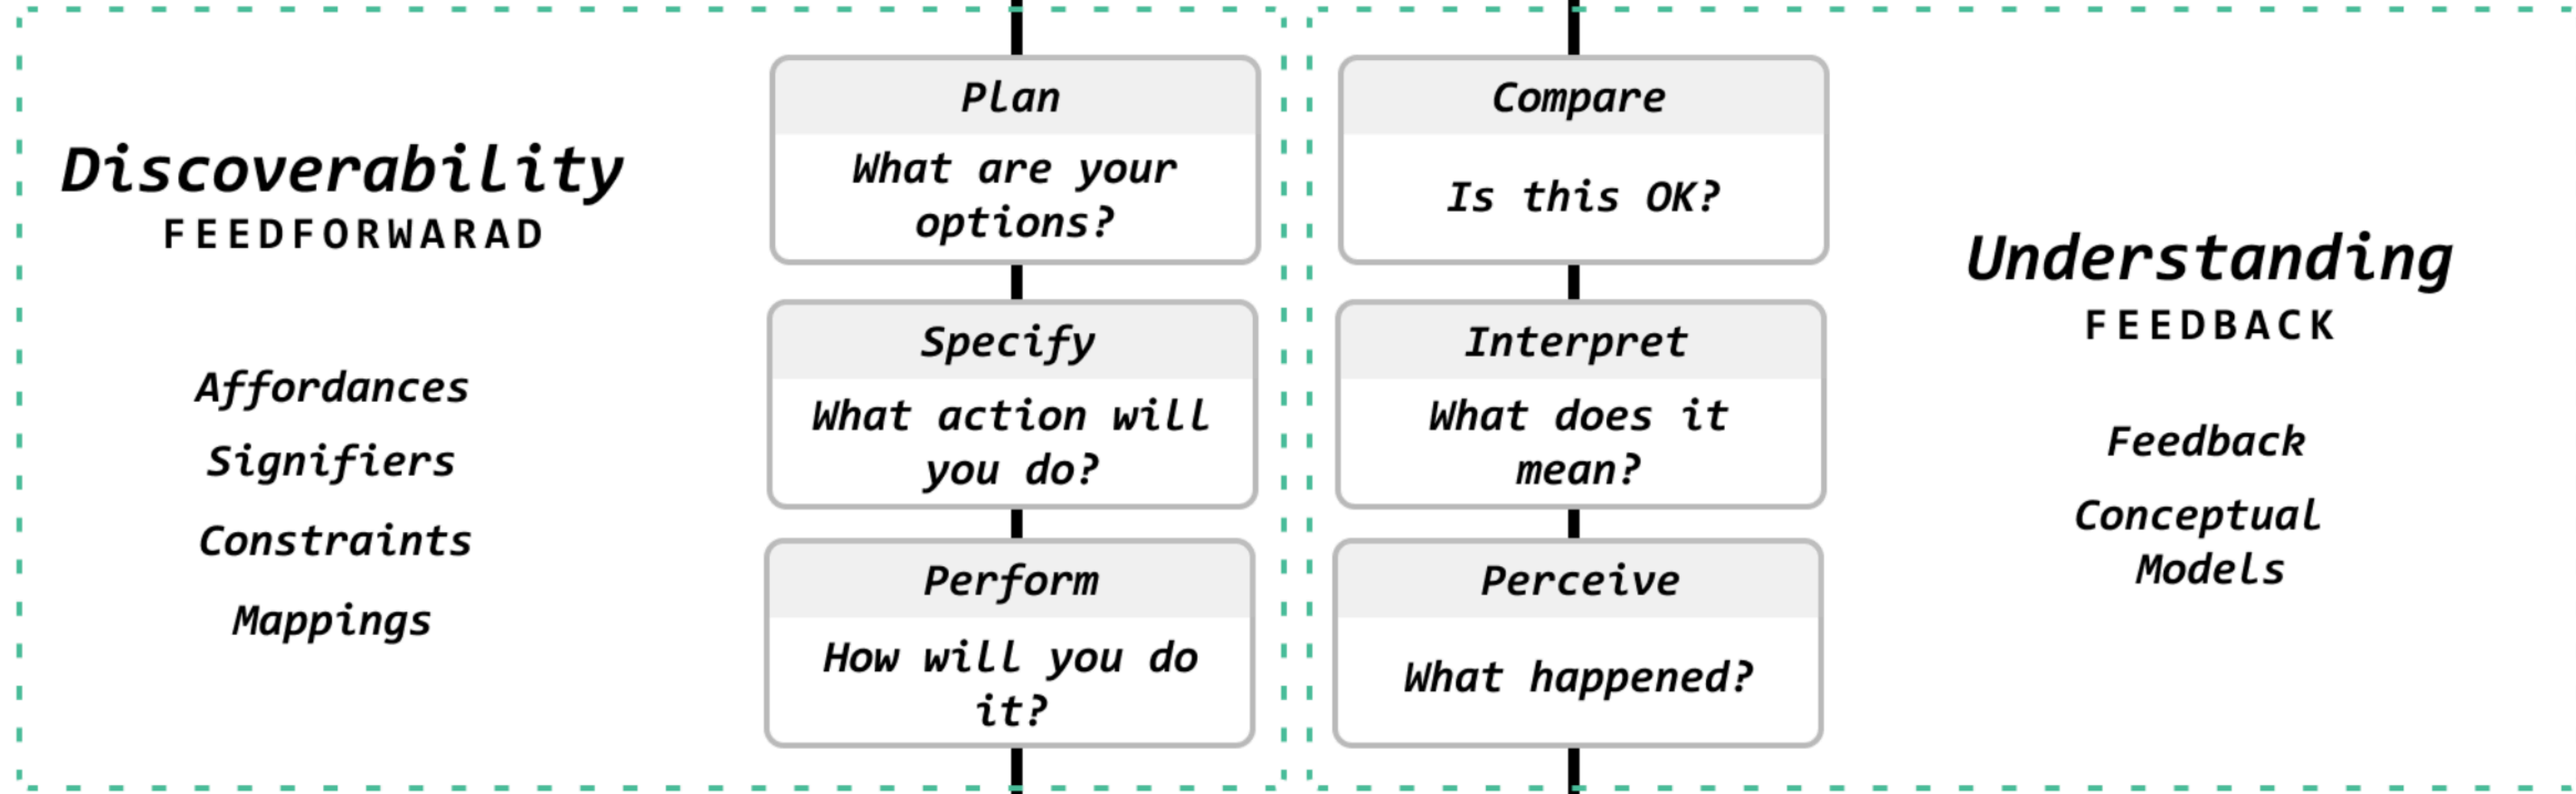 Discoverability
FEEDFORWARAD
Affordances
Signifiers
Constraints
Mappings
Plan
What are your
options?
Specify
What action will
you do?
Perform
How will you do
it?
Compare
Is this OK?
Interpret
What does it
mean?
Perceive
What happened?
Understanding
FEEDBACK
Feedback
Conceptual
Models